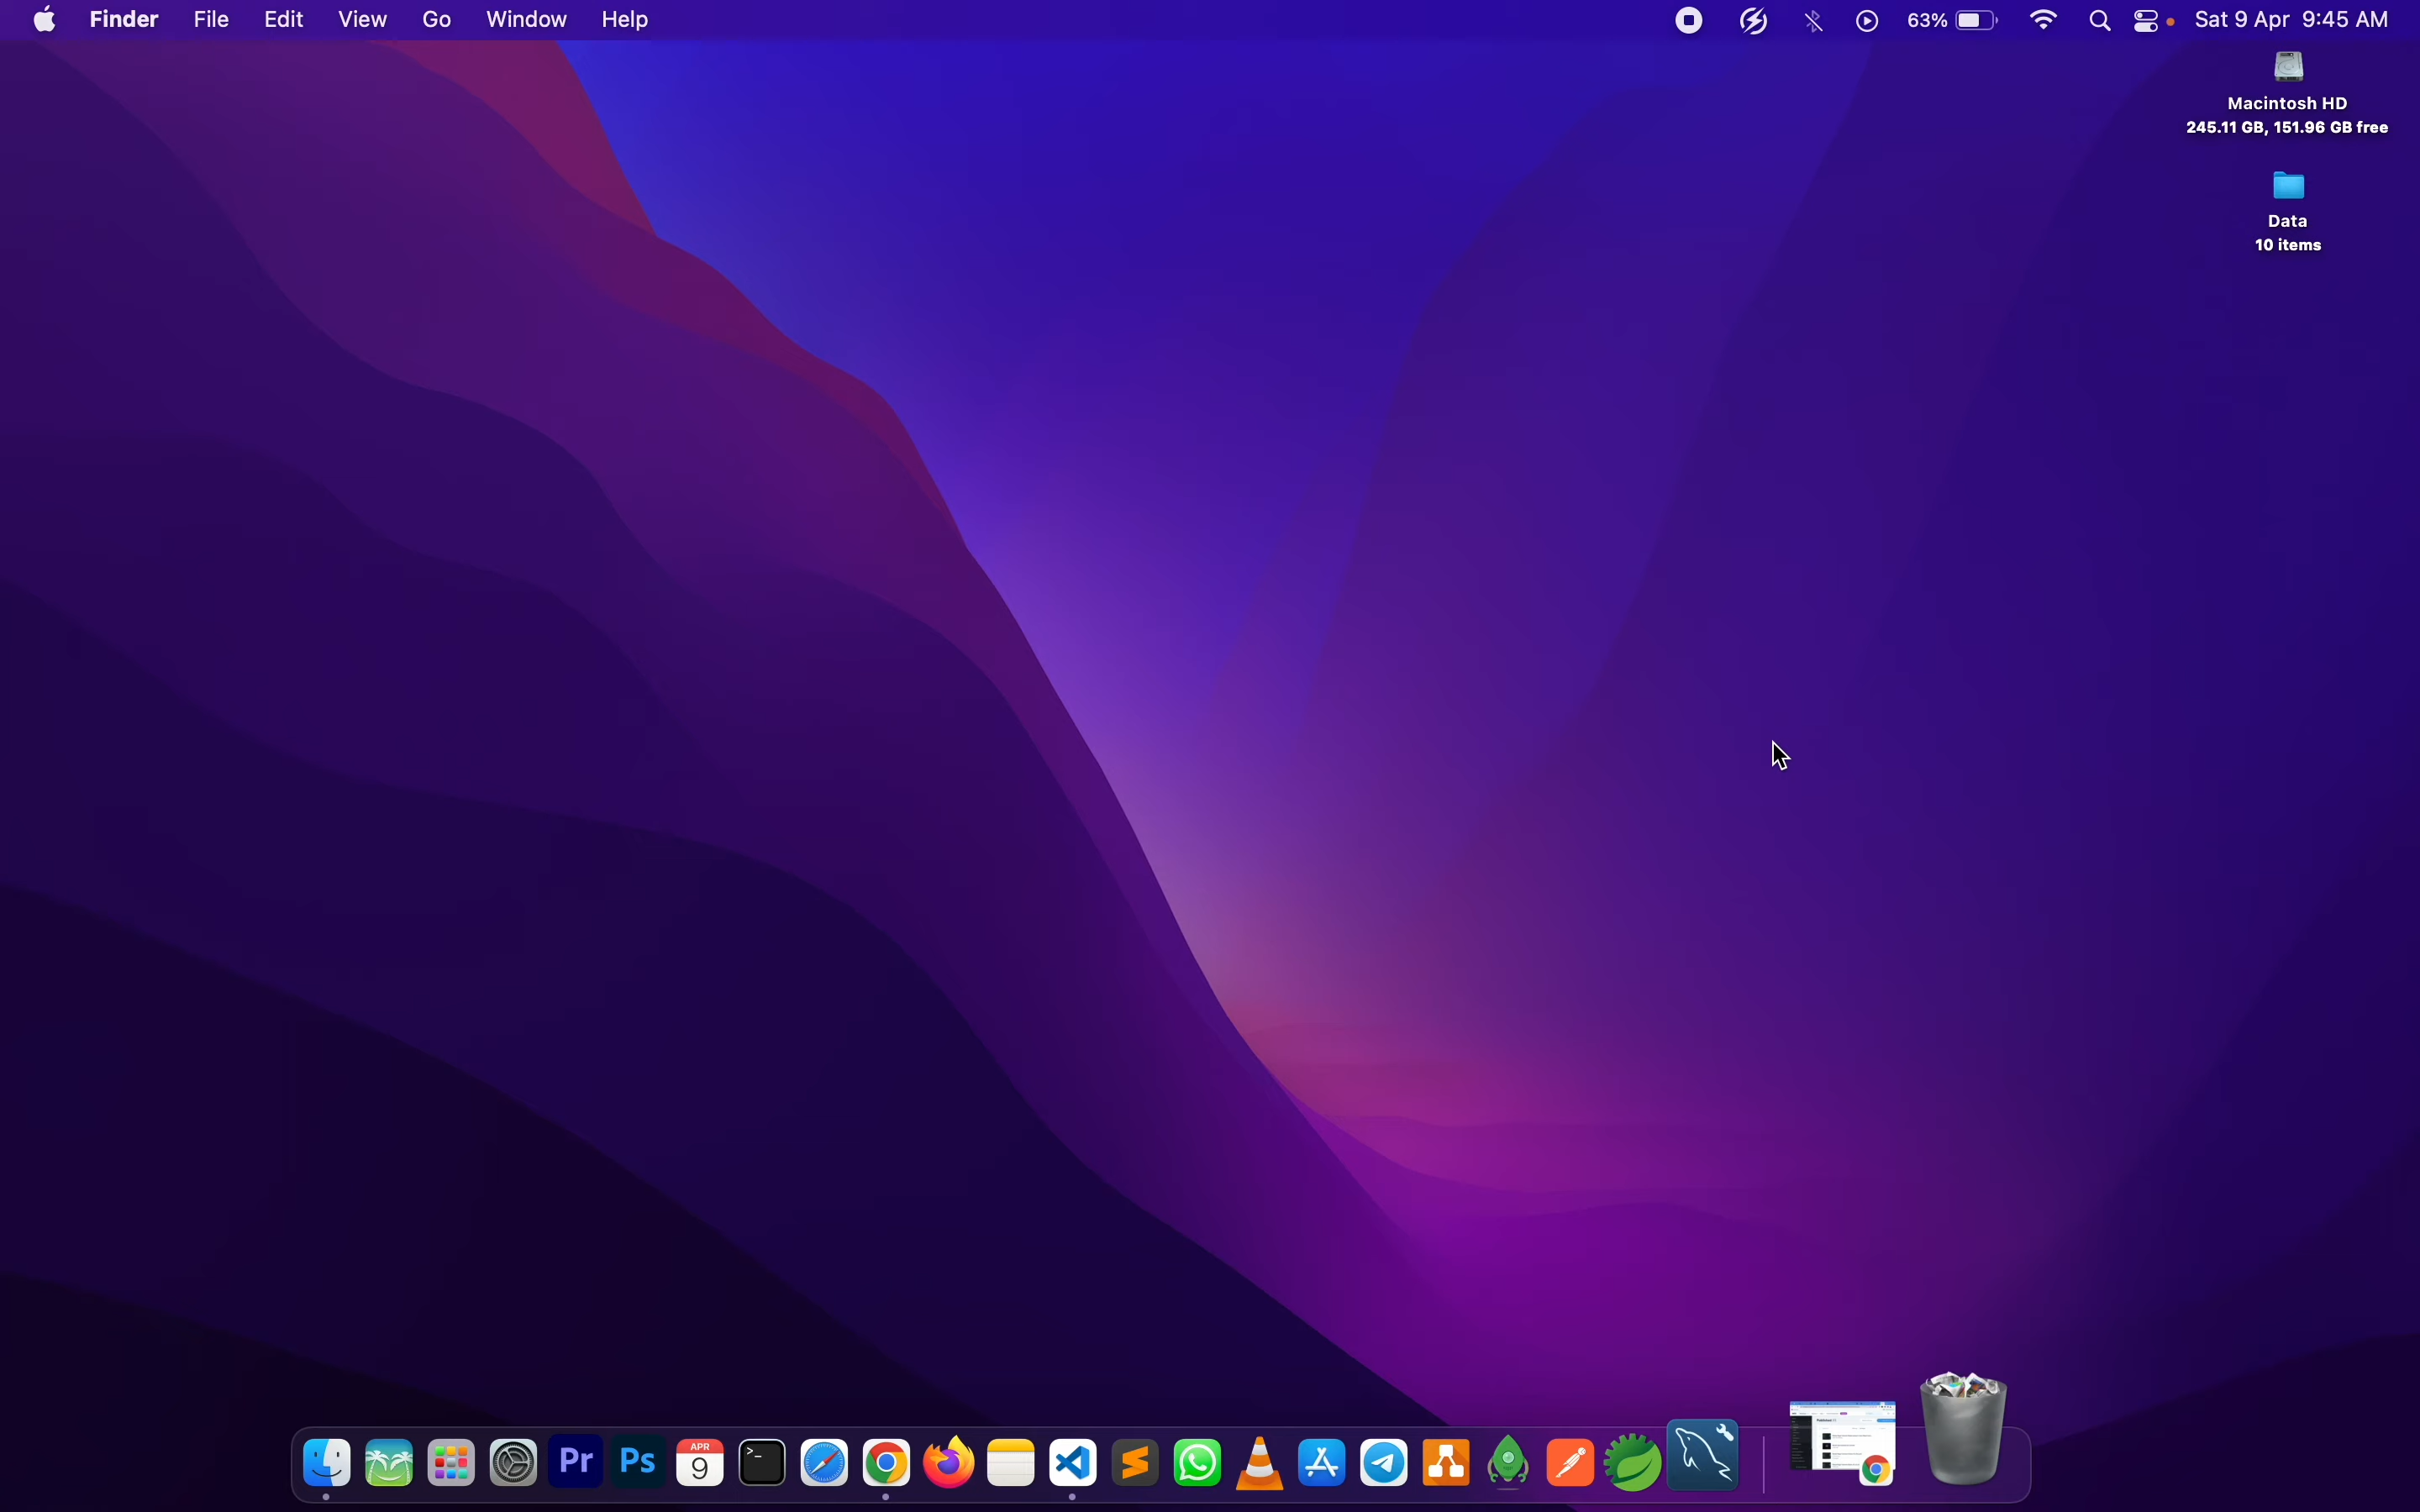 Finder File Edit View Go Window Help 63% Sat 9 Apr 9:45 AM
Macintosh HD
245.11 GB, 151.96 GB free
Data
10 items
Pr Ps APR
9
>_